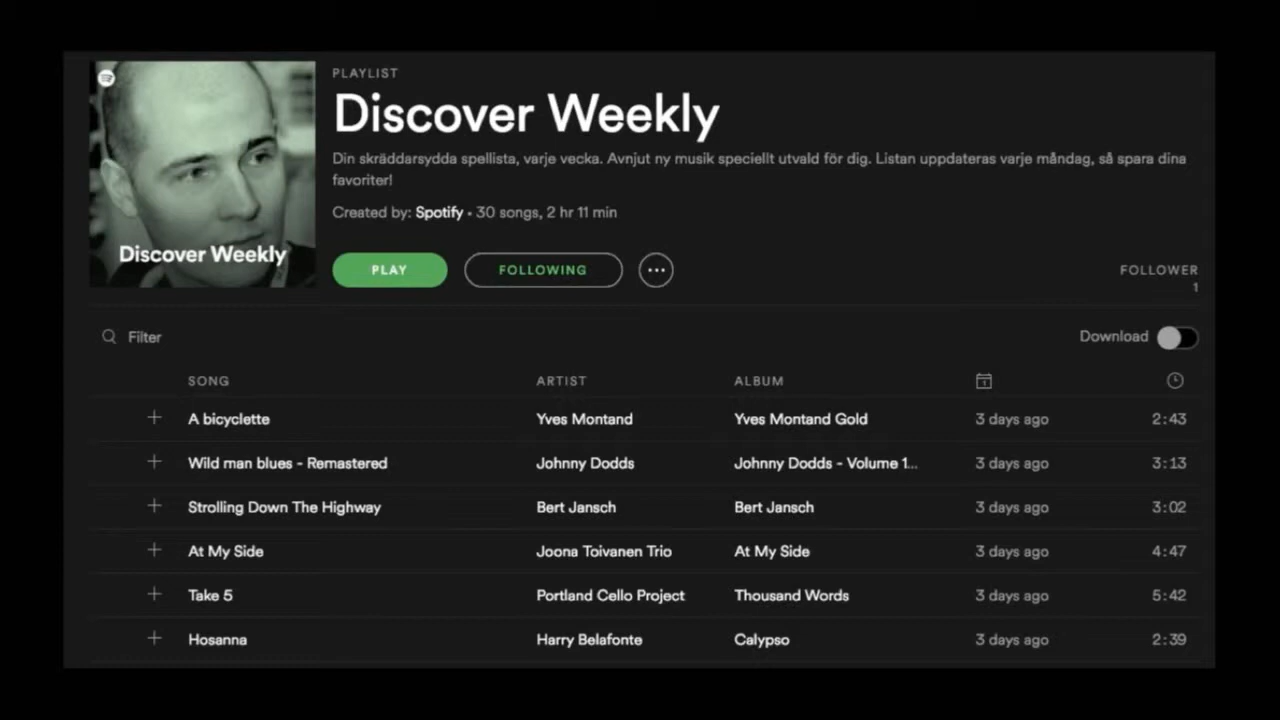 Discover Weekly
PLAYLIST
Discover Weekly
Din skräddarsydda spellista, varje vecka. Avnjut ny musik speciellt utvald för dig. Listan uppdateras varje måndag, så spara dina
favoriter!
Created by: Spotify • 30 songs, 2 hr 11 min
PLAY FOLLOWING FOLLOWER
1
Filter Download
SONG ARTIST ALBUM
A bicyclette Yves Montand Yves Montand Gold 3 days ago 2:43
Wild man blues - Remastered Johnny Dodds Johnny Dodds - Volume 1... 3 days ago 3:13
Strolling Down The Highway Bert Jansch Bert Jansch 3 days ago 3:02
At My Side Joona Toivanen Trio At My Side 3 days ago 4:47
Take 5 Portland Cello Project Thousand Words 3 days ago 5:42
Hosanna Harry Belafonte Calypso 3 days ago 2:39